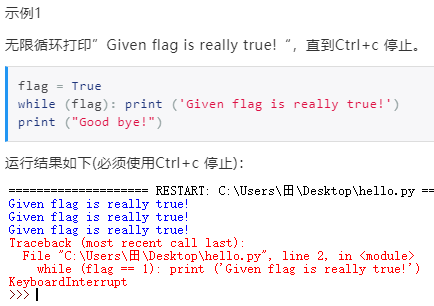 示例1
无限循环打印”Given flag is really true!“，直到Ctrl+c 停止。
flag = True
while (flag): print ('Given flag is really true!')
print ("Good bye!")
运行结果如下(必须使用Ctrl+c 停止)：
==================== RESTART: C:\Users\田\Desktop\hello.py ==
Given flag is really true!
Given flag is really true!
Given flag is really true!
Traceback (most recent call last):
  File "C:\Users\田\Desktop\hello.py", line 2, in <module>
    while (flag == 1): print ('Given flag is really true!')
KeyboardInterrupt
>>>